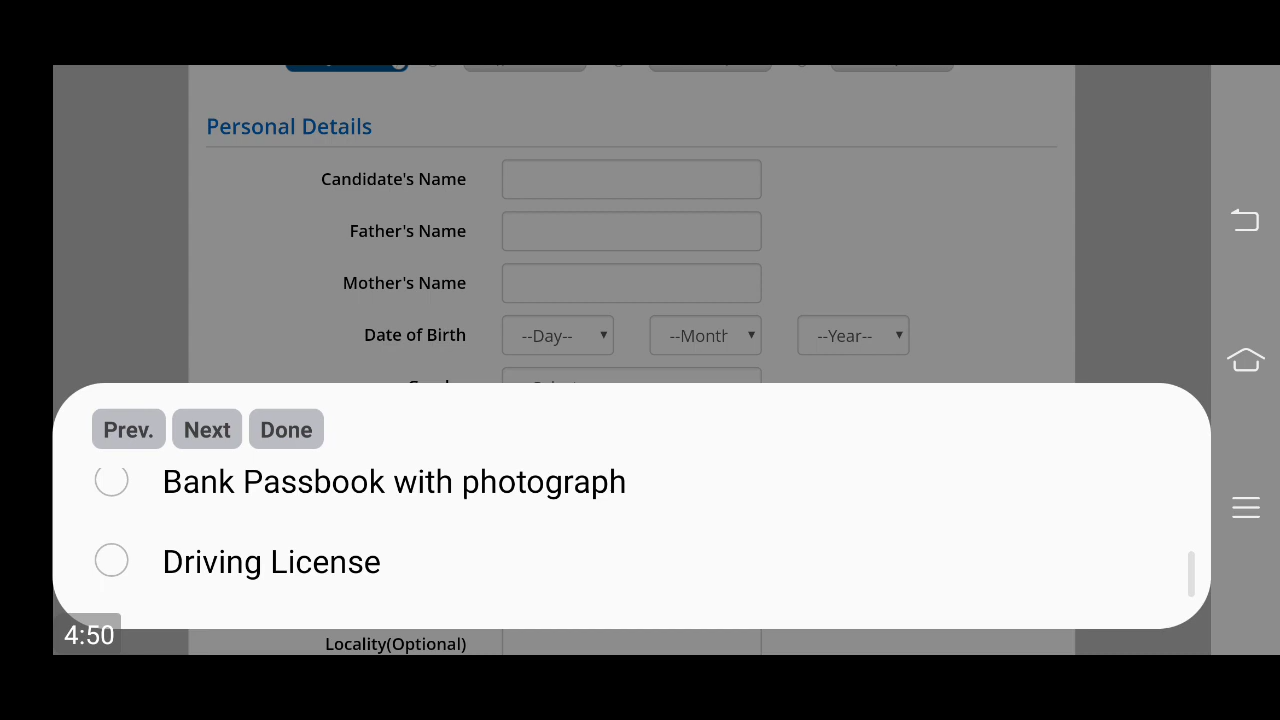 Personal Details
Candidate's Name
Father's Name
Mother's Name
Date of Birth --Day-- --Month --Year--
Prev. Next Done
Bank Passbook with photograph
Driving License
4:50
Locality(Optional)